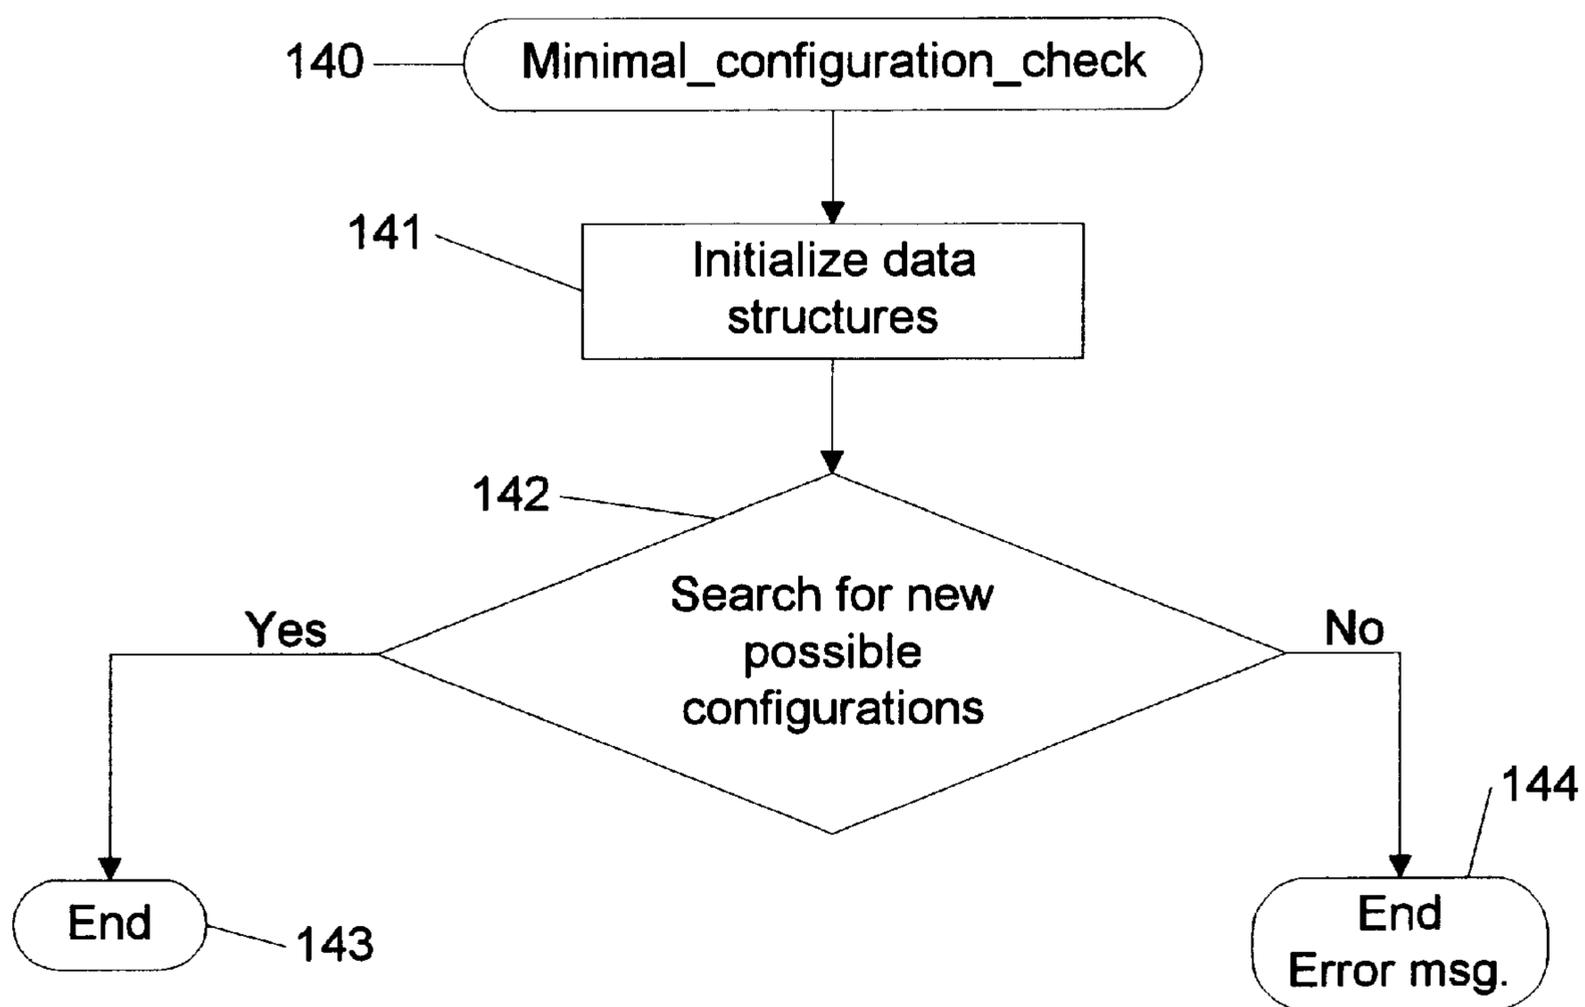 140
Minimal_configuration_check
141
Initialize data
structures
142
Search for new
possible
configurations
Yes
No
144
End
143
End
Error msg.